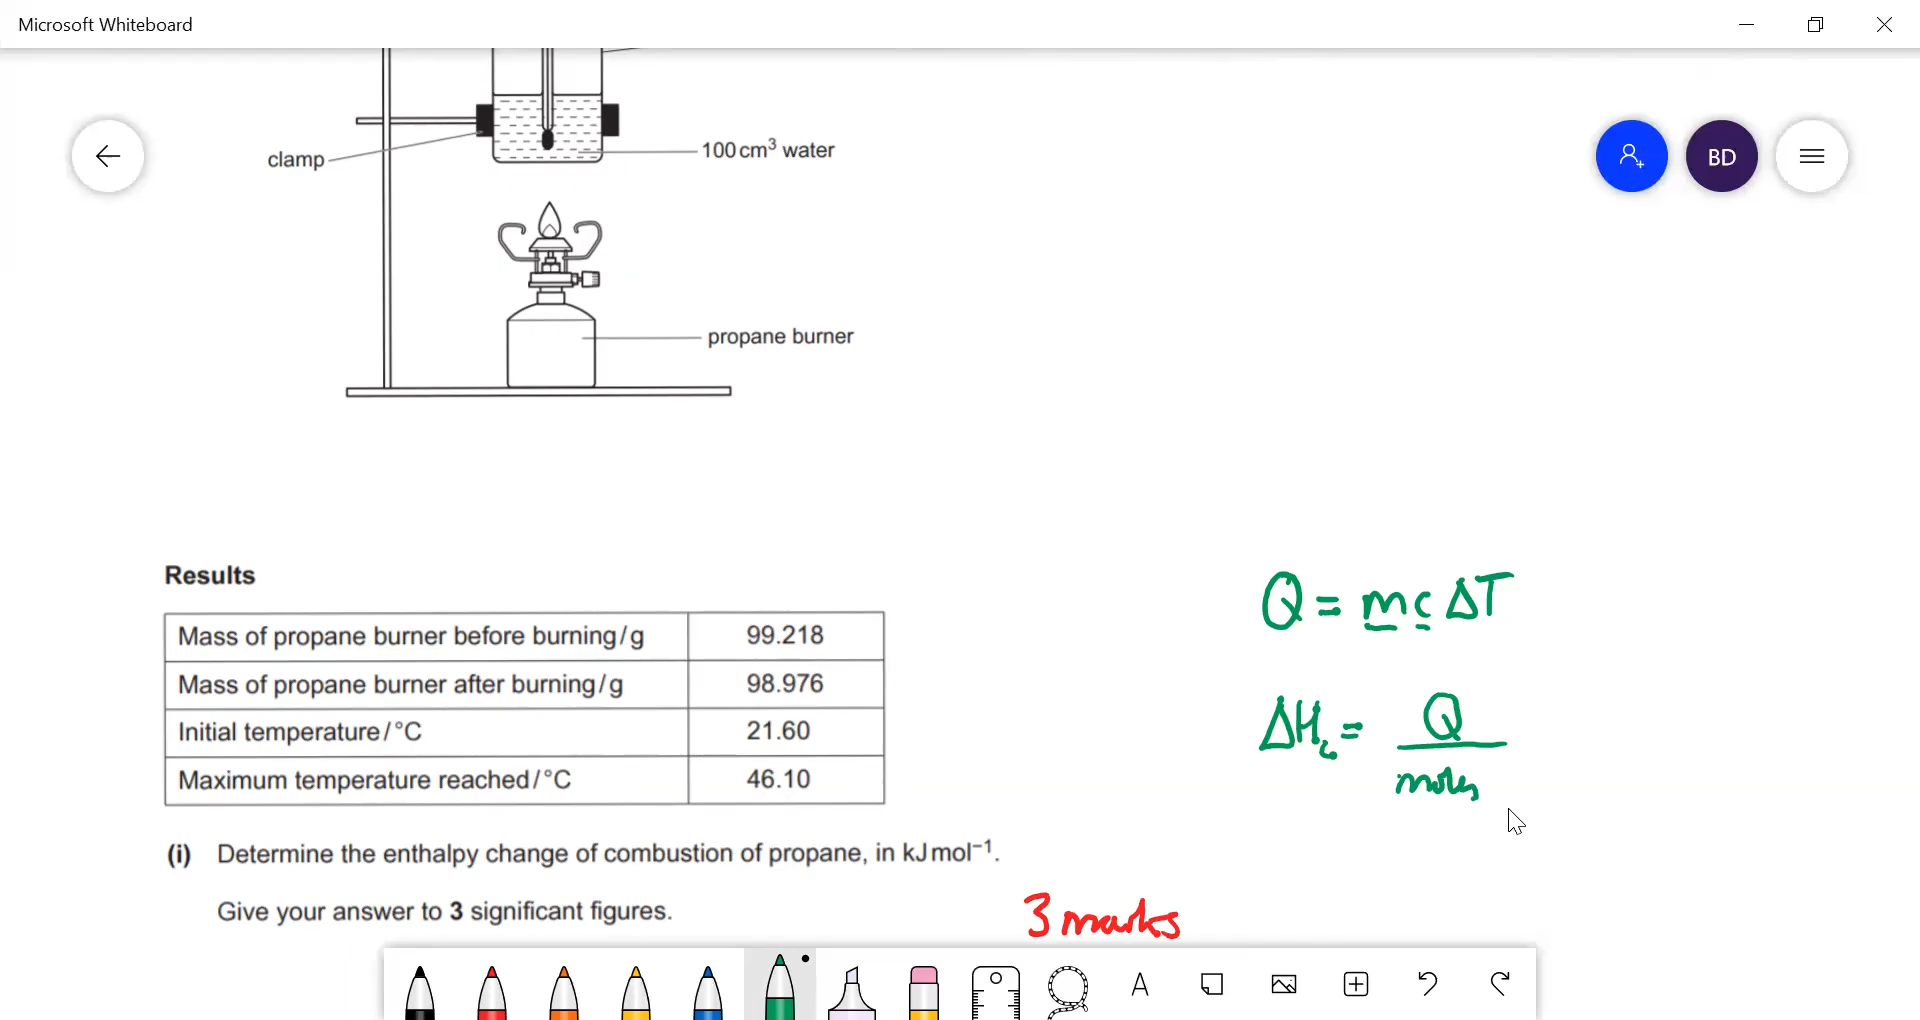 Microsoft Whiteboard
clamp
100 cm³ water
BD
propane burner
Results
Mass of propane burner before burning/g 99.218
Mass of propane burner after burning/g 98.976
Initial temperature/°C 21.60
Maximum temperature reached/°C 46.10
Q = mcΔT
ΔHc = Q / moles
(i) Determine the enthalpy change of combustion of propane, in kJ mol⁻¹.
Give your answer to 3 significant figures.
3 marks
A